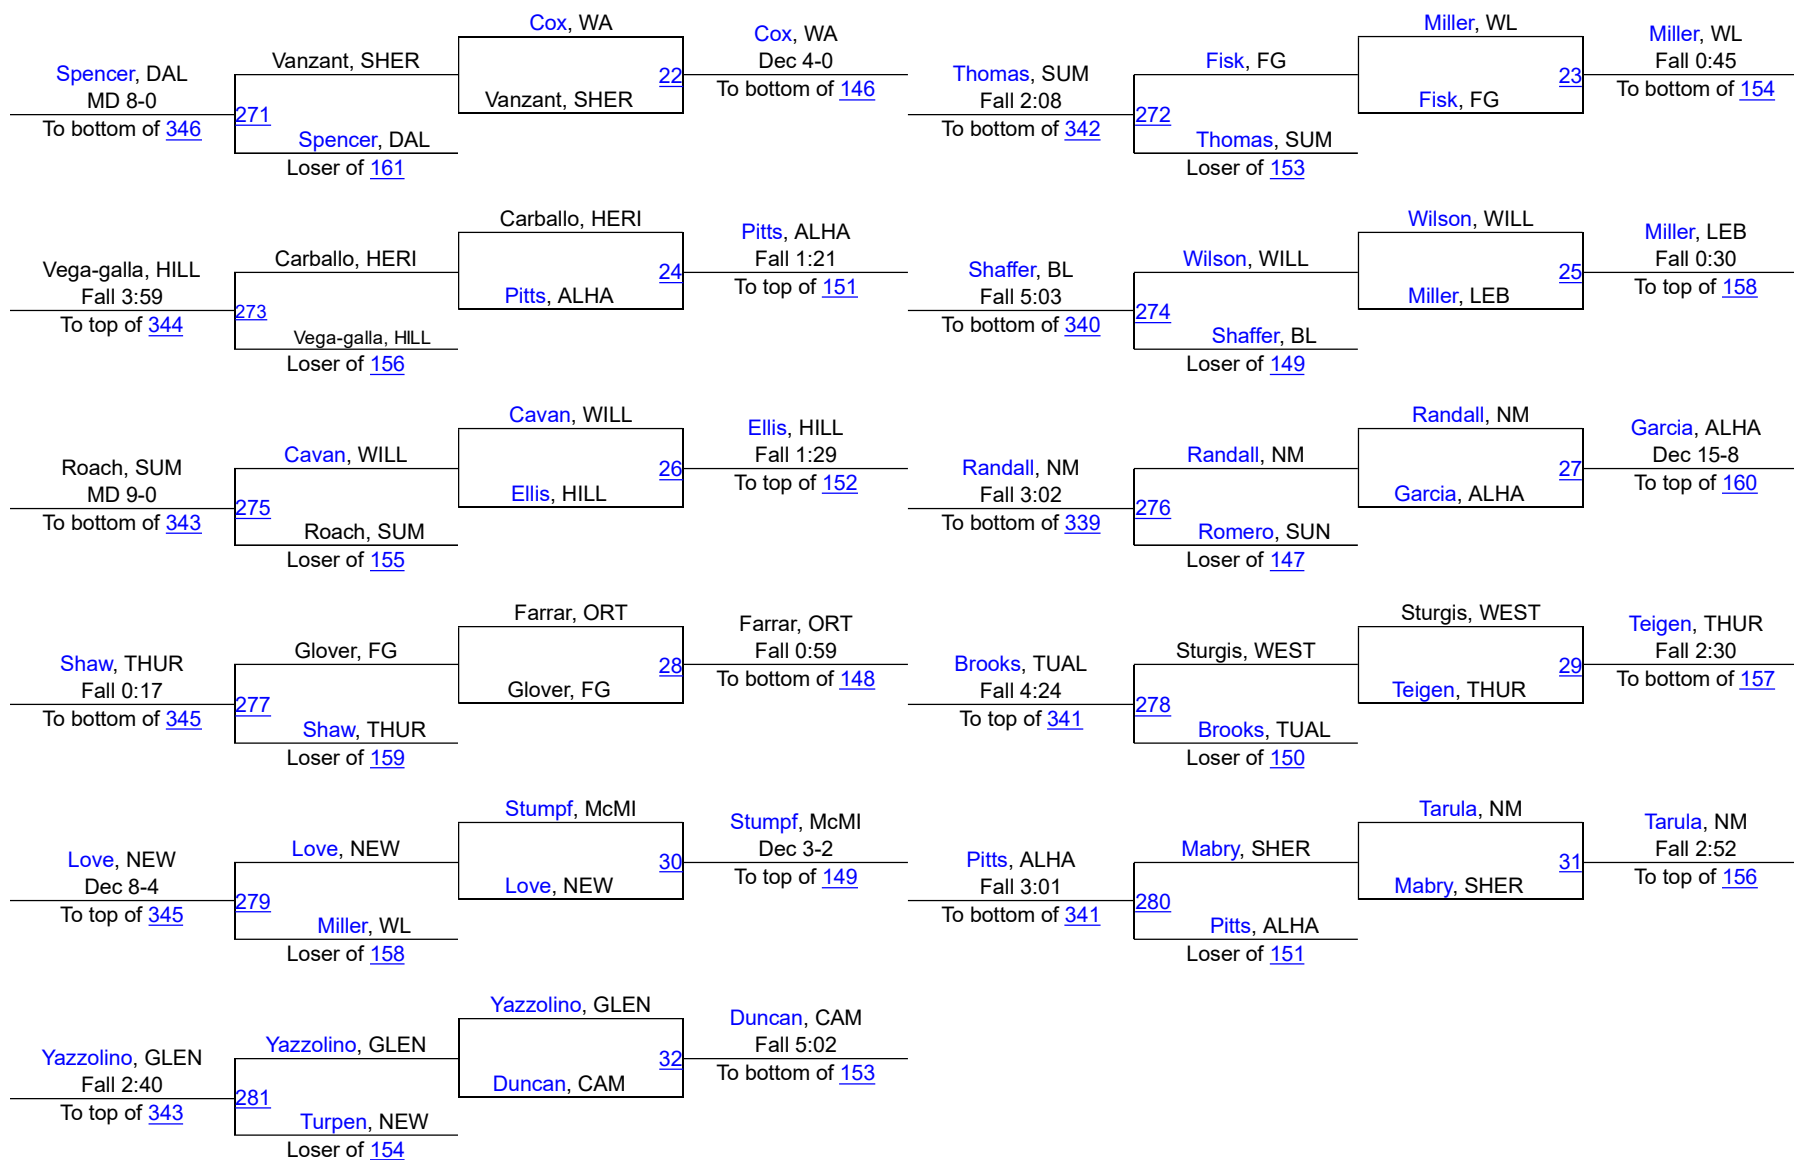 Cox, WA
Vanzant, SHER
Spencer, DAL
MD 8-0
To bottom of 346
271
Spencer, DAL
Loser of 161
Vanzant, SHER
22
Cox, WA
Dec 4-0
To bottom of 146
Miller, WL
Fisk, FG
Thomas, SUM
Fall 2:08
To bottom of 342
272
Thomas, SUM
Loser of 153
Fisk, FG
23
Miller, WL
Fall 0:45
To bottom of 154
Carballo, HERI
Carballo, HERI
Vega-galla, HILL
Fall 3:59
To top of 344
273
Vega-galla, HILL
Loser of 156
Pitts, ALHA
24
Pitts, ALHA
Fall 1:21
To top of 151
Wilson, WILL
Wilson, WILL
Shaffer, BL
Fall 5:03
To bottom of 340
274
Shaffer, BL
Loser of 149
Miller, LEB
25
Miller, LEB
Fall 0:30
To top of 158
Cavan, WILL
Cavan, WILL
Roach, SUM
MD 9-0
To bottom of 343
275
Roach, SUM
Loser of 155
Ellis, HILL
26
Ellis, HILL
Fall 1:29
To top of 152
Randall, NM
Randall, NM
Randall, NM
Fall 3:02
To bottom of 339
276
Romero, SUN
Loser of 147
Garcia, ALHA
27
Garcia, ALHA
Dec 15-8
To top of 160
Farrar, ORT
Glover, FG
Shaw, THUR
Fall 0:17
To bottom of 345
277
Shaw, THUR
Loser of 159
Glover, FG
28
Farrar, ORT
Fall 0:59
To bottom of 148
Sturgis, WEST
Sturgis, WEST
Brooks, TUAL
Fall 4:24
To top of 341
278
Brooks, TUAL
Loser of 150
Teigen, THUR
29
Teigen, THUR
Fall 2:30
To bottom of 157
Stumpf, McMI
Love, NEW
Love, NEW
Dec 8-4
To top of 345
279
Miller, WL
Loser of 158
Love, NEW
30
Stumpf, McMI
Dec 3-2
To top of 149
Tarula, NM
Mabry, SHER
Pitts, ALHA
Fall 3:01
To bottom of 341
280
Pitts, ALHA
Loser of 151
Mabry, SHER
31
Tarula, NM
Fall 2:52
To top of 156
Yazzolino, GLEN
Yazzolino, GLEN
Yazzolino, GLEN
Fall 2:40
To top of 343
281
Turpen, NEW
Loser of 154
Duncan, CAM
32
Duncan, CAM
Fall 5:02
To bottom of 153